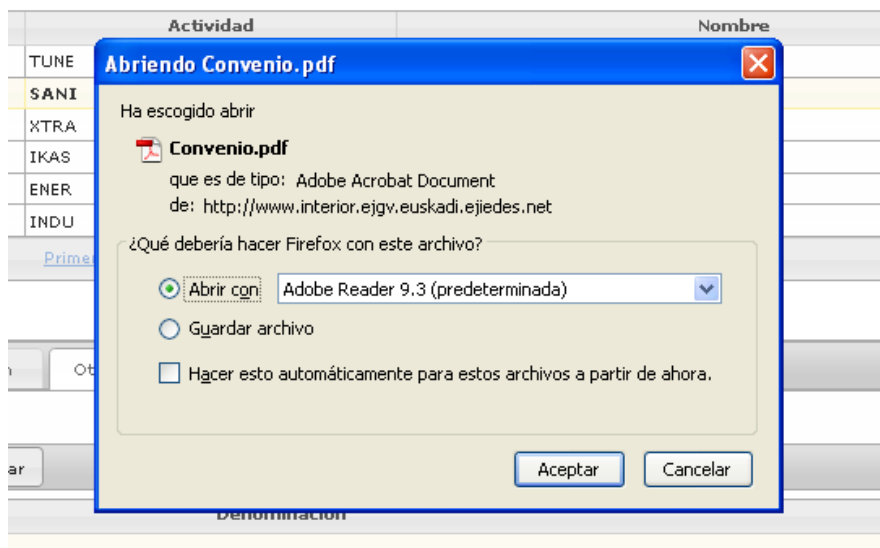 Actividad Nombre
TUNE
SANI
XTRA
IKAS
ENER
INDU
Abriendo Convenio.pdf
Ha escogido abrir
Convenio.pdf
que es de tipo: Adobe Acrobat Document
de: http://www.interior.ejgv.euskadi.ejiedes.net
¿Qué debería hacer Firefox con este archivo?
Abrir con Adobe Reader 9.3 (predeterminada)
Guardar archivo
Hacer esto automáticamente para estos archivos a partir de ahora.
Aceptar Cancelar
Denominación